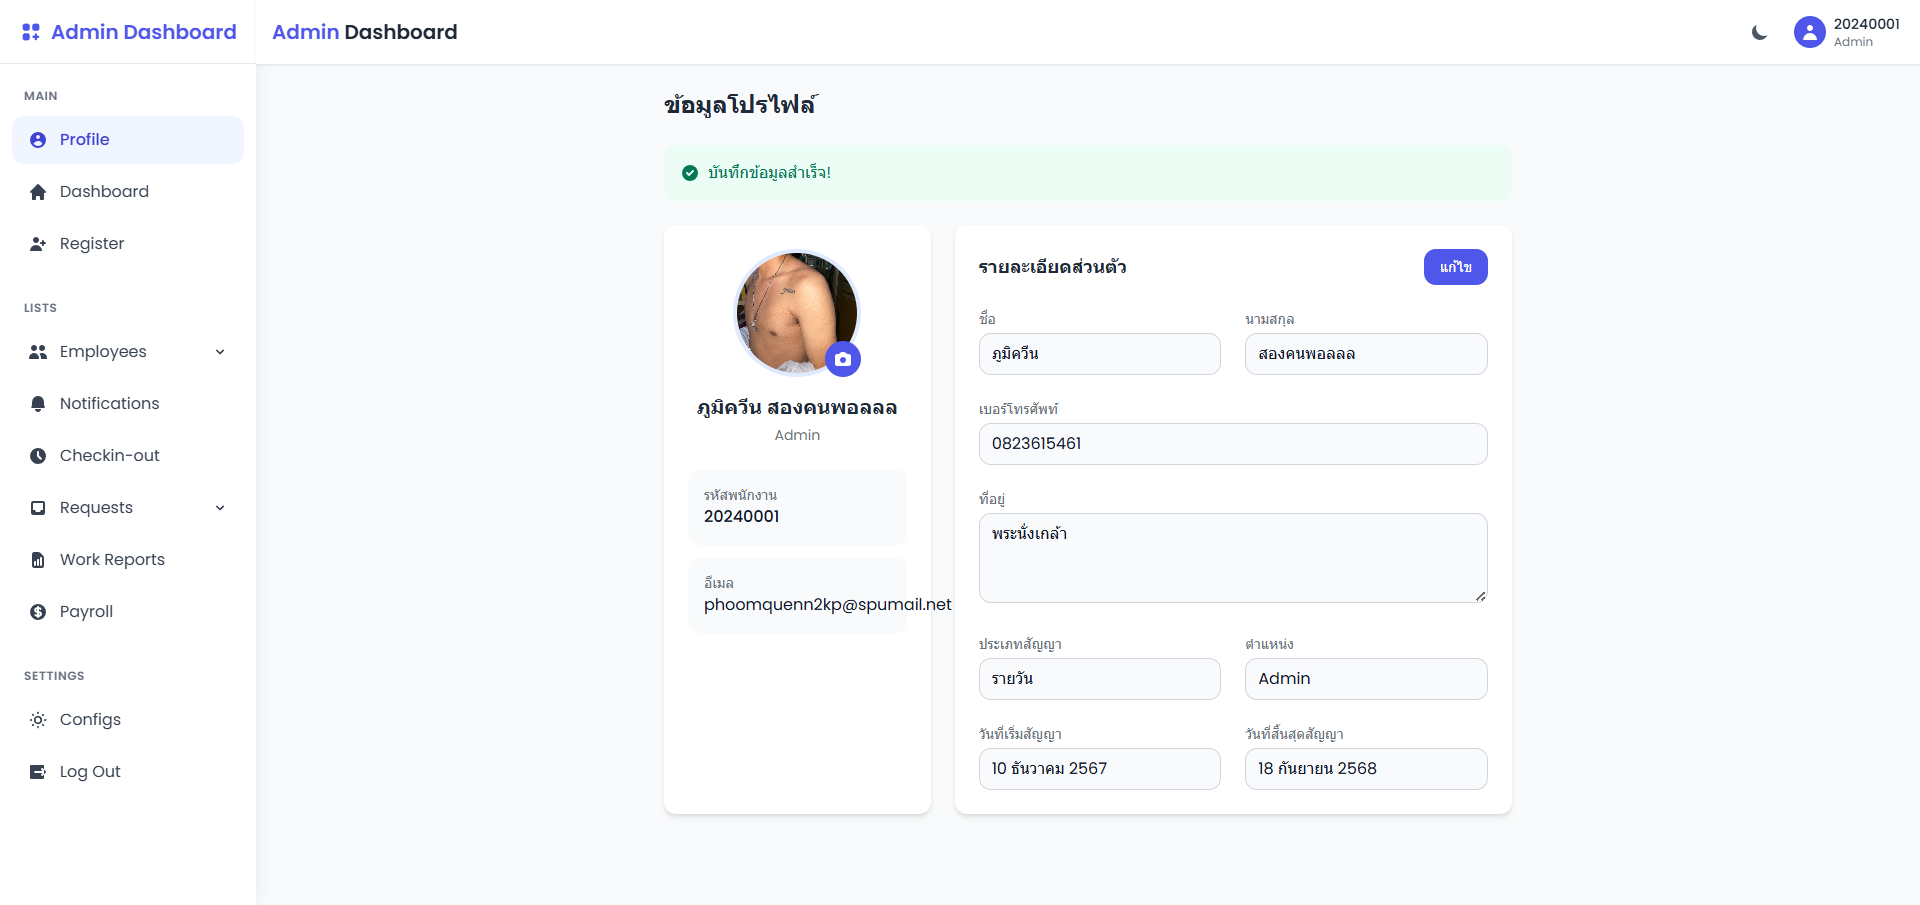 Admin Dashboard
Admin Dashboard
20240001
Admin
MAIN
Profile
Dashboard
Register
LISTS
Employees
Notifications
Checkin-out
Requests
Work Reports
Payroll
SETTINGS
Configs
Log Out
ข้อมูลโปรไฟล์
บันทึกข้อมูลสำเร็จ!
ภูมิควีน สองคนพอลลล
Admin
รหัสพนักงาน
20240001
อีเมล
phoomquenn2kp@spumail.net
รายละเอียดส่วนตัว
แก้ไข
ชื่อ
นามสกุล
ภูมิควีน
สองคนพอลลล
เบอร์โทรศัพท์
0823615461
ที่อยู่
พระนั่งเกล้า
ประเภทสัญญา
ตำแหน่ง
รายวัน
Admin
วันที่เริ่มสัญญา
วันที่สิ้นสุดสัญญา
10 ธันวาคม 2567
18 กันยายน 2568